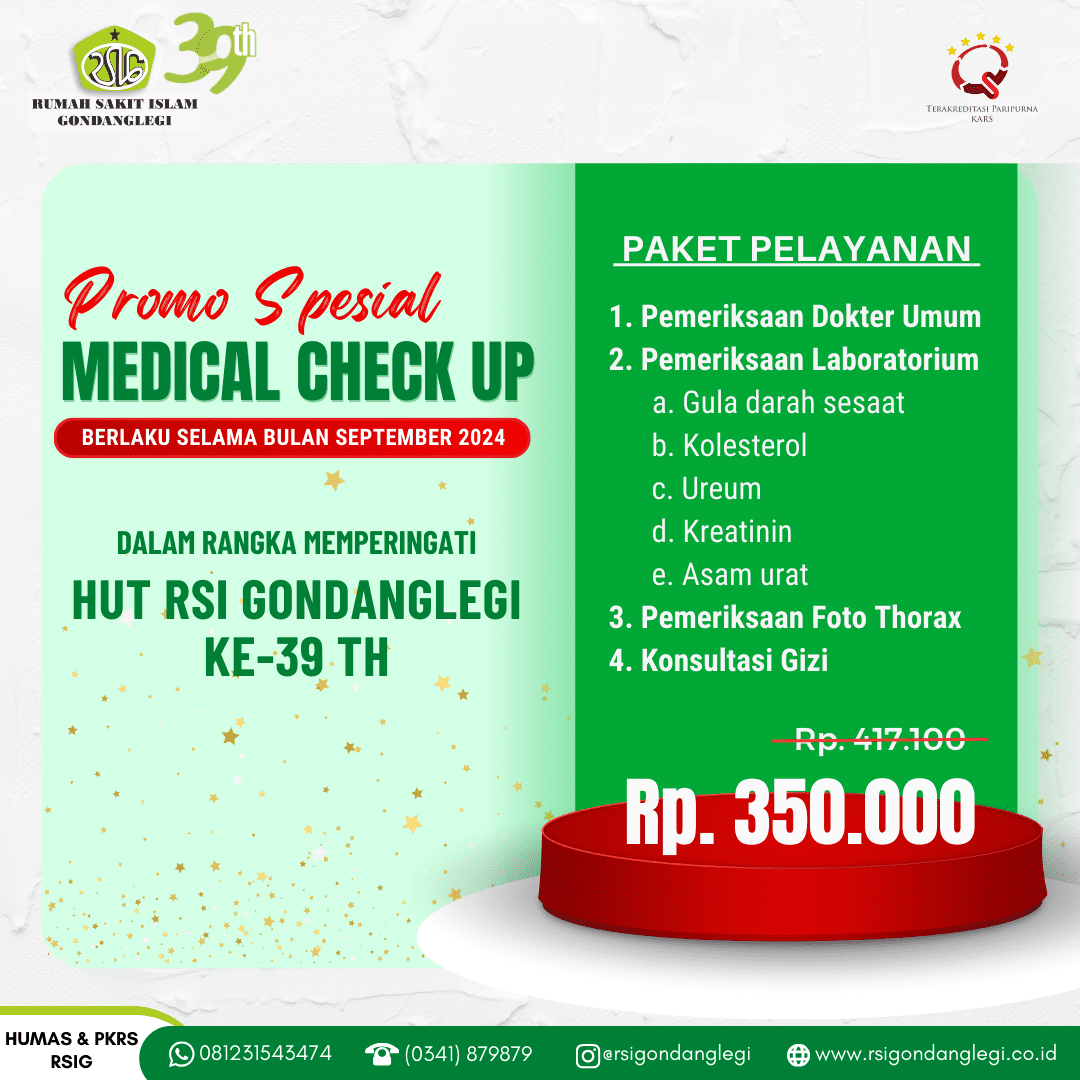 RSIG
39th
RUMAH SAKIT ISLAM
GONDANGLEGI
TERAKREDITASI PARIPURNA
KARS
Promo Spesial
MEDICAL CHECK UP
BERLAKU SELAMA BULAN SEPTEMBER 2024
DALAM RANGKA MEMPERINGATI
HUT RSI GONDANGLEGI
KE-39 TH
PAKET PELAYANAN
1. Pemeriksaan Dokter Umum
2. Pemeriksaan Laboratorium
a. Gula darah sesaat
b. Kolesterol
c. Ureum
d. Kreatinin
e. Asam urat
3. Pemeriksaan Foto Thorax
4. Konsultasi Gizi
Rp. 417.100
Rp. 350.000
HUMAS & PKRS
RSIG
081231543474
(0341) 879879
@rsigondanglegi
www.rsigondanglegi.co.id